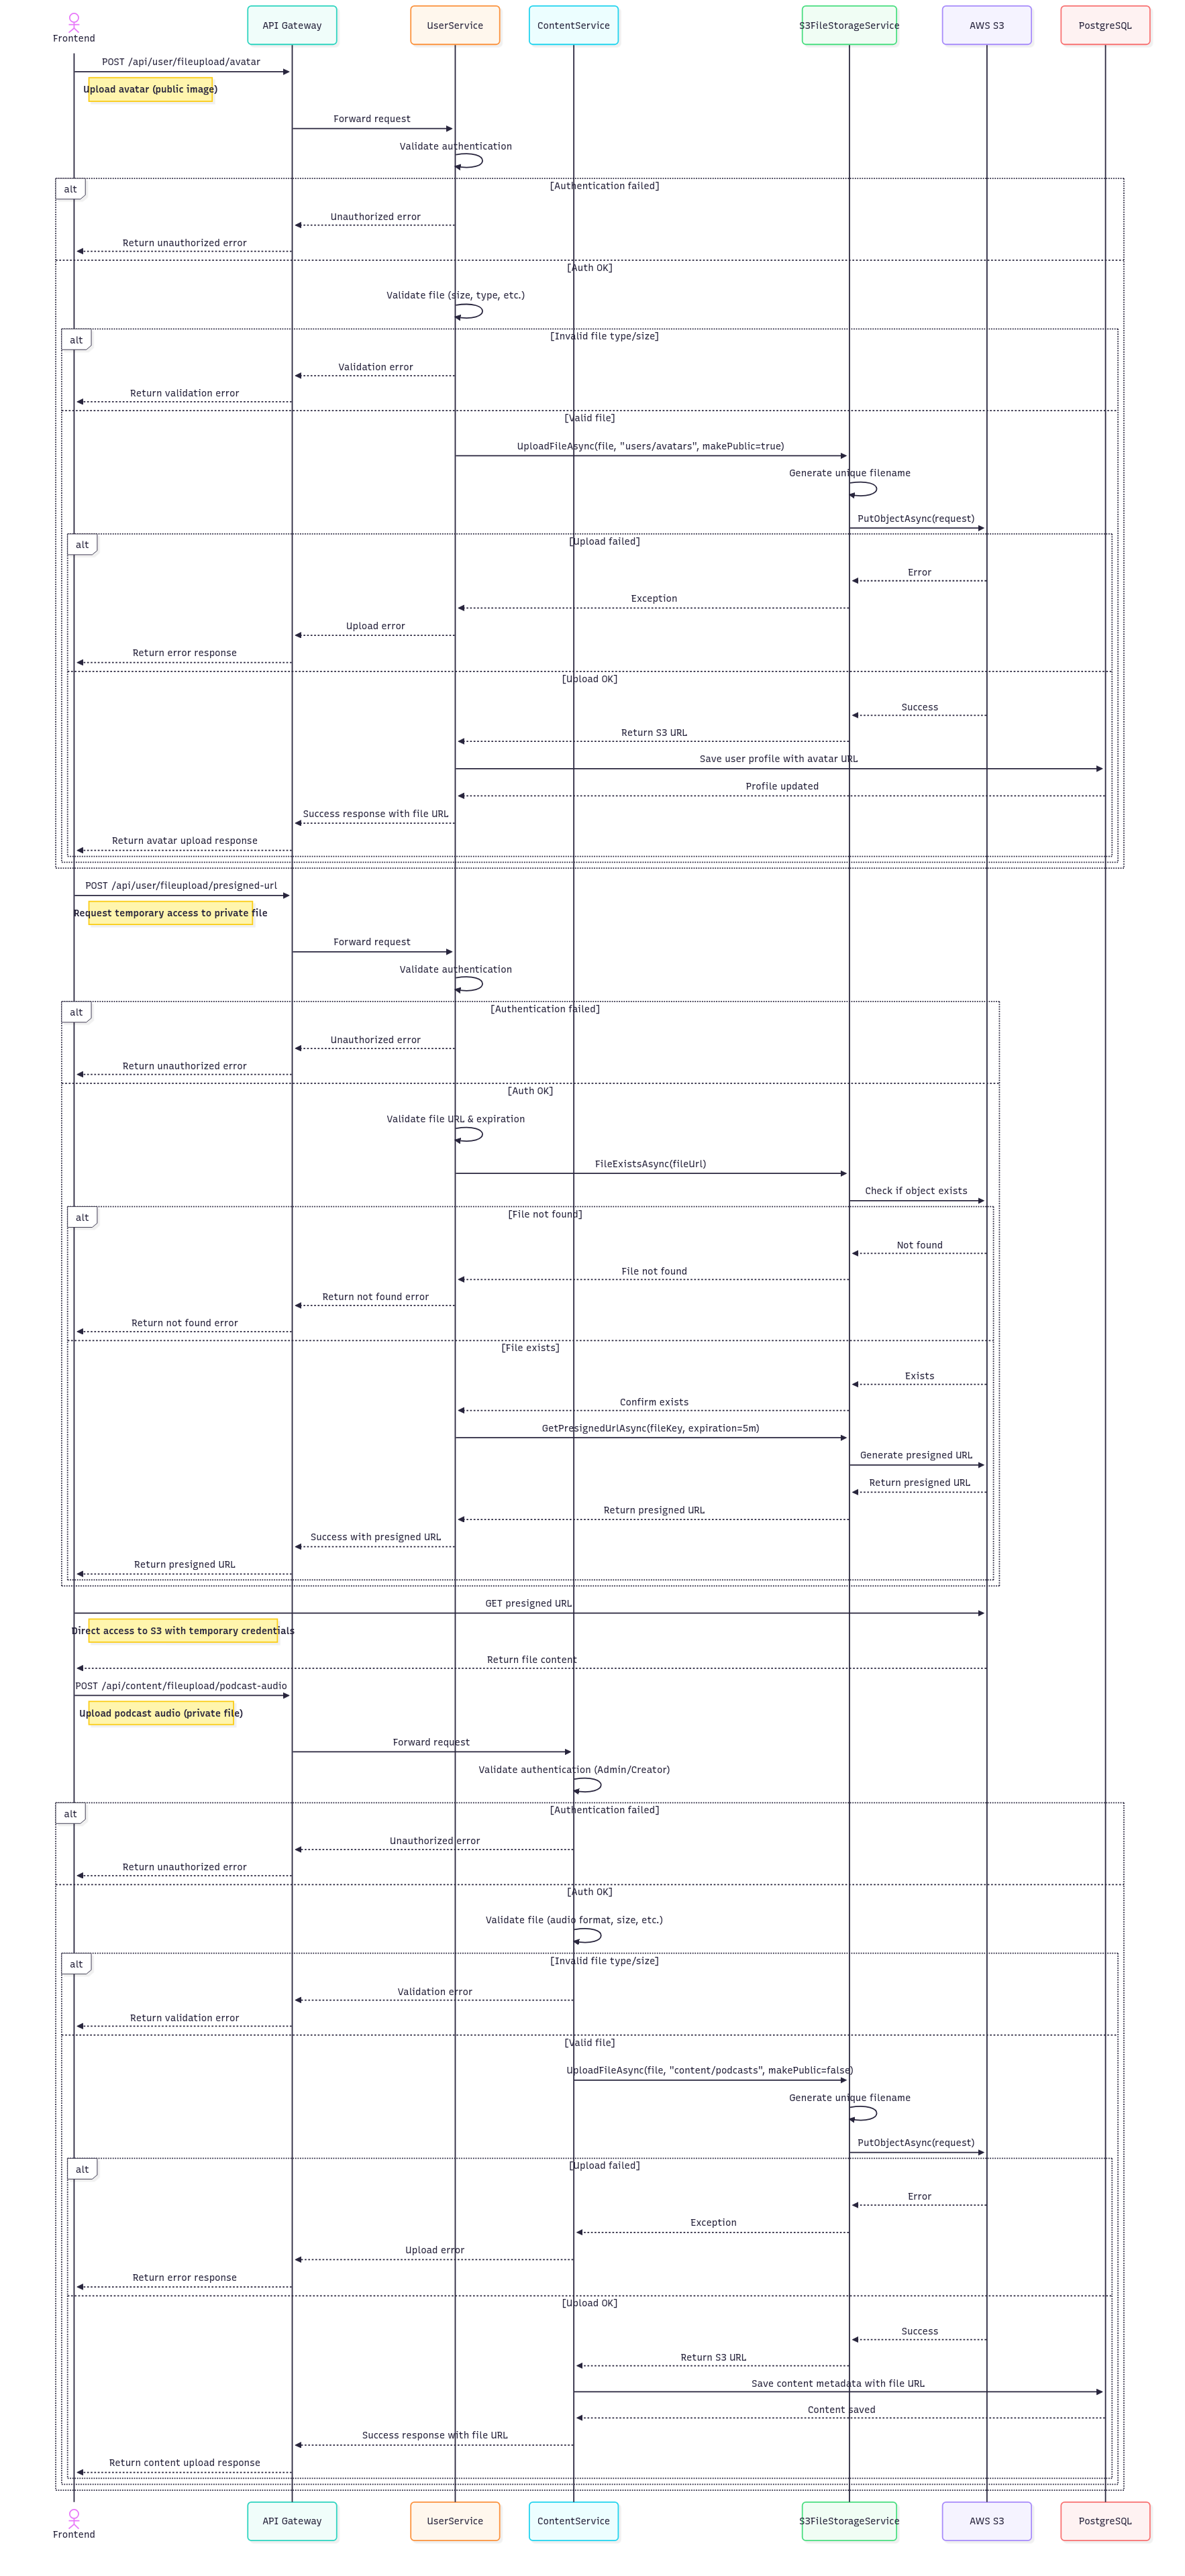 Frontend
API Gateway
UserService
ContentService
S3FileStorageService
AWS S3
PostgreSQL
POST /api/user/fileupload/avatar
Upload avatar (public image)
Forward request
Validate authentication
alt
[Authentication failed]
Unauthorized error
Return unauthorized error
[Auth OK]
Validate file (size, type, etc.)
alt
[Invalid file type/size]
Validation error
Return validation error
[Valid file]
UploadFileAsync(file, "users/avatars", makePublic=true)
Generate unique filename
PutObjectAsync(request)
alt
[Upload failed]
Error
Exception
Upload error
Return error response
[Upload OK]
Success
Return S3 URL
Save user profile with avatar URL
Profile updated
Success response with file URL
Return avatar upload response
POST /api/user/fileupload/presigned-url
Request temporary access to private file
Forward request
Validate authentication
alt
[Authentication failed]
Unauthorized error
Return unauthorized error
[Auth OK]
Validate file URL & expiration
FileExistsAsync(fileUrl)
Check if object exists
alt
[File not found]
Not found
File not found
Return not found error
Return not found error
[File exists]
Exists
Confirm exists
GetPresignedUrlAsync(fileKey, expiration=5m)
Generate presigned URL
Return presigned URL
Return presigned URL
Success with presigned URL
Return presigned URL
GET presigned URL
Direct access to S3 with temporary credentials
Return file content
POST /api/content/fileupload/podcast-audio
Upload podcast audio (private file)
Forward request
Validate authentication (Admin/Creator)
alt
[Authentication failed]
Unauthorized error
Return unauthorized error
[Auth OK]
Validate file (audio format, size, etc.)
alt
[Invalid file type/size]
Validation error
Return validation error
[Valid file]
UploadFileAsync(file, "content/podcasts", makePublic=false)
Generate unique filename
PutObjectAsync(request)
alt
[Upload failed]
Error
Exception
Upload error
Return error response
[Upload OK]
Success
Return S3 URL
Save content metadata with file URL
Content saved
Success response with file URL
Return content upload response
Frontend
API Gateway
UserService
ContentService
S3FileStorageService
AWS S3
PostgreSQL